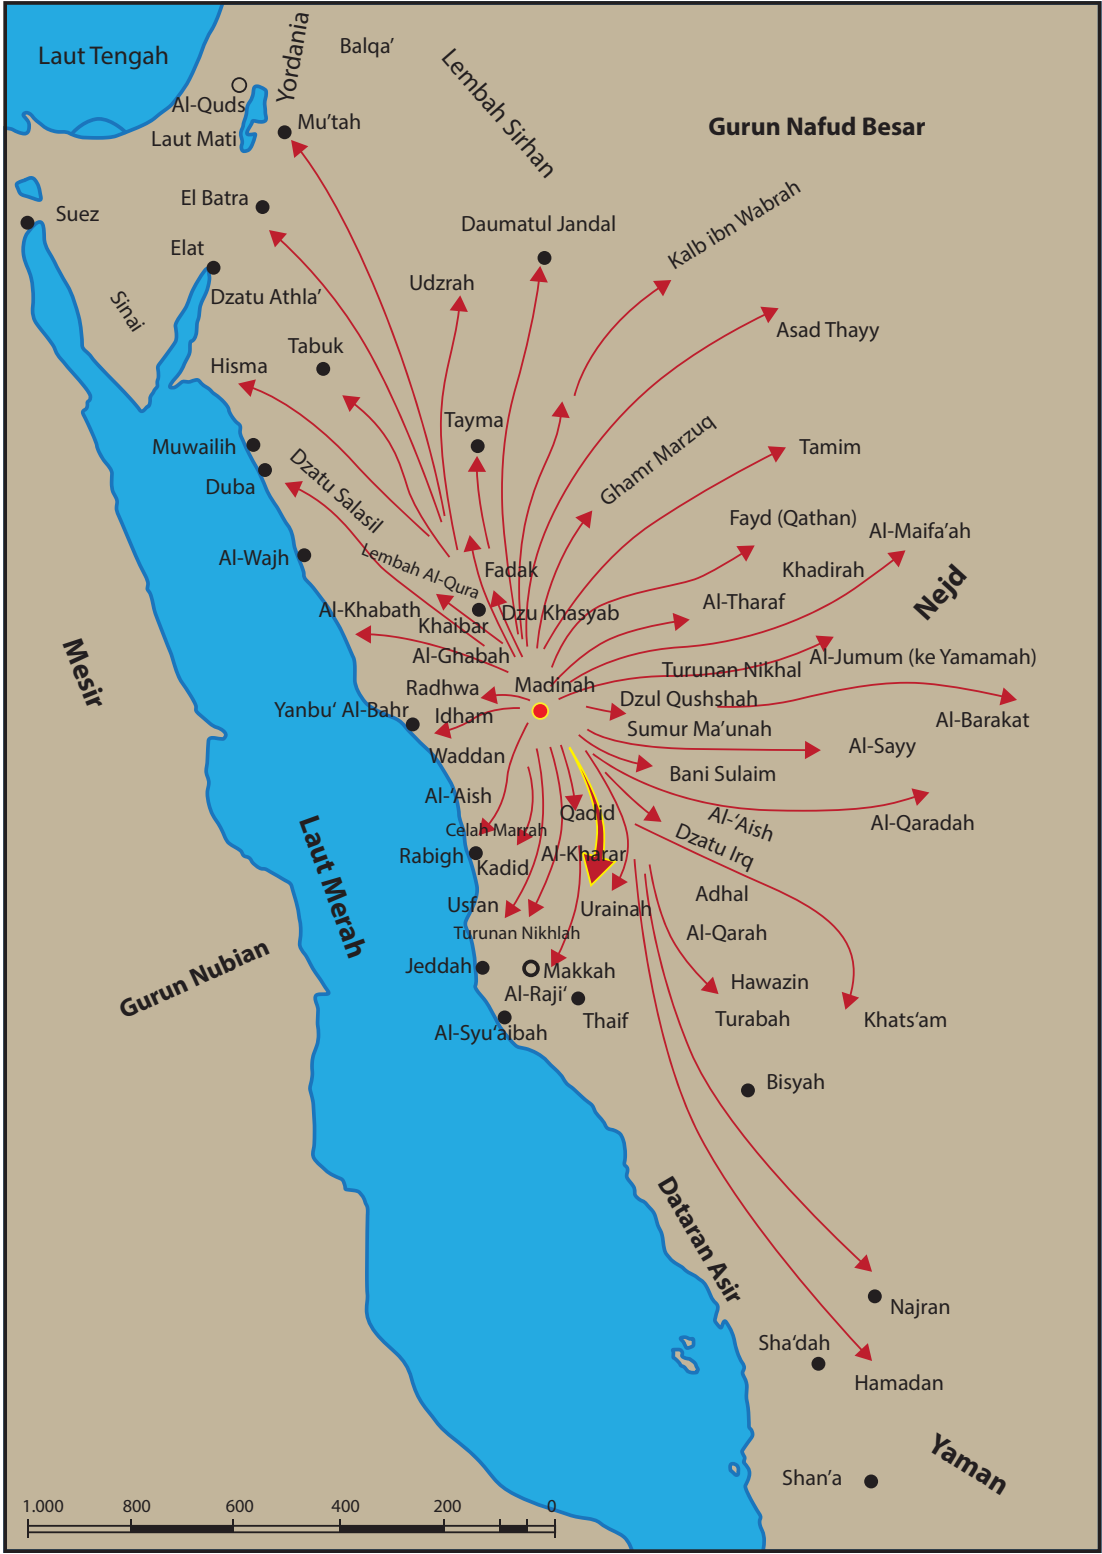 Laut Tengah
Yordania
Balqa'
Lembah Sirhan
Al-Quds
Mu'tah
Laut Mati
Gurun Nafud Besar
El Batra
Suez
Kalb ibn Wabrah
Daumatul Jandal
Elat
Udzrah
Dzatu Athla'
Sinai
Asad Thayy
Tabuk
Hisma
Tayma
Ghamr Marzuq
Tamim
Muwailih
Dzatu Salasil
Duba
Fayd (Qathan)
Al-Maifa'ah
Al-Wajh
Lembah Al-Qura
Fadak
Khadirah
Nejd
Al-Khabath
Dzu Khasyab
Al-Tharaf
Khaibar
Al-Ghabah
Al-Jumum (ke Yamamah)
Mesir
Turunan Nikhal
Radhwa
Madinah
Dzul Qushshah
Yanbu‘ Al-Bahr
Idham
Al-Barakat
Sumur Ma'unah
Waddan
Al-Sayy
Bani Sulaim
Al-‘Aish
Qadid
Al-‘Aish
Al-Qaradah
Celah Marrah
Dzatu Irq
Rabigh
Kadid
Al-Kharar
Laut Merah
Adhal
Usfan
Urainah
Turunan Nikhlah
Al-Qarah
Gurun Nubian
Jeddah
Makkah
Hawazin
Al-Raji‘
Thaif
Turabah
Khats‘am
Al-Syu‘aibah
Bisyah
Dataran Asir
Najran
Sha‘dah
Hamadan
Yaman
Shan'a
1.000 800 600 400 200 0